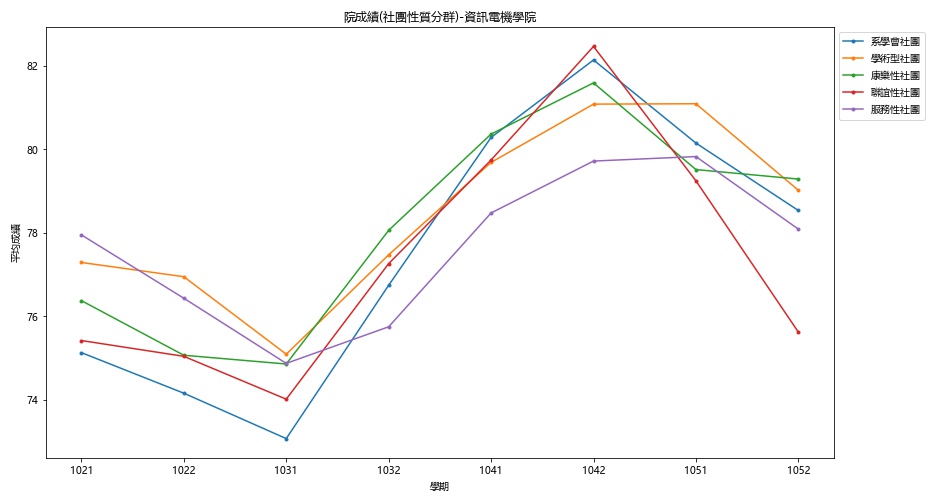 院成績(社團性質分群)-資訊電機學院
系學會社團
學術型社團
康樂性社團
聯誼性社團
服務性社團
平均成績
82
80
78
76
74
1021 1022 1031 1032 1041 1042 1051 1052
學期